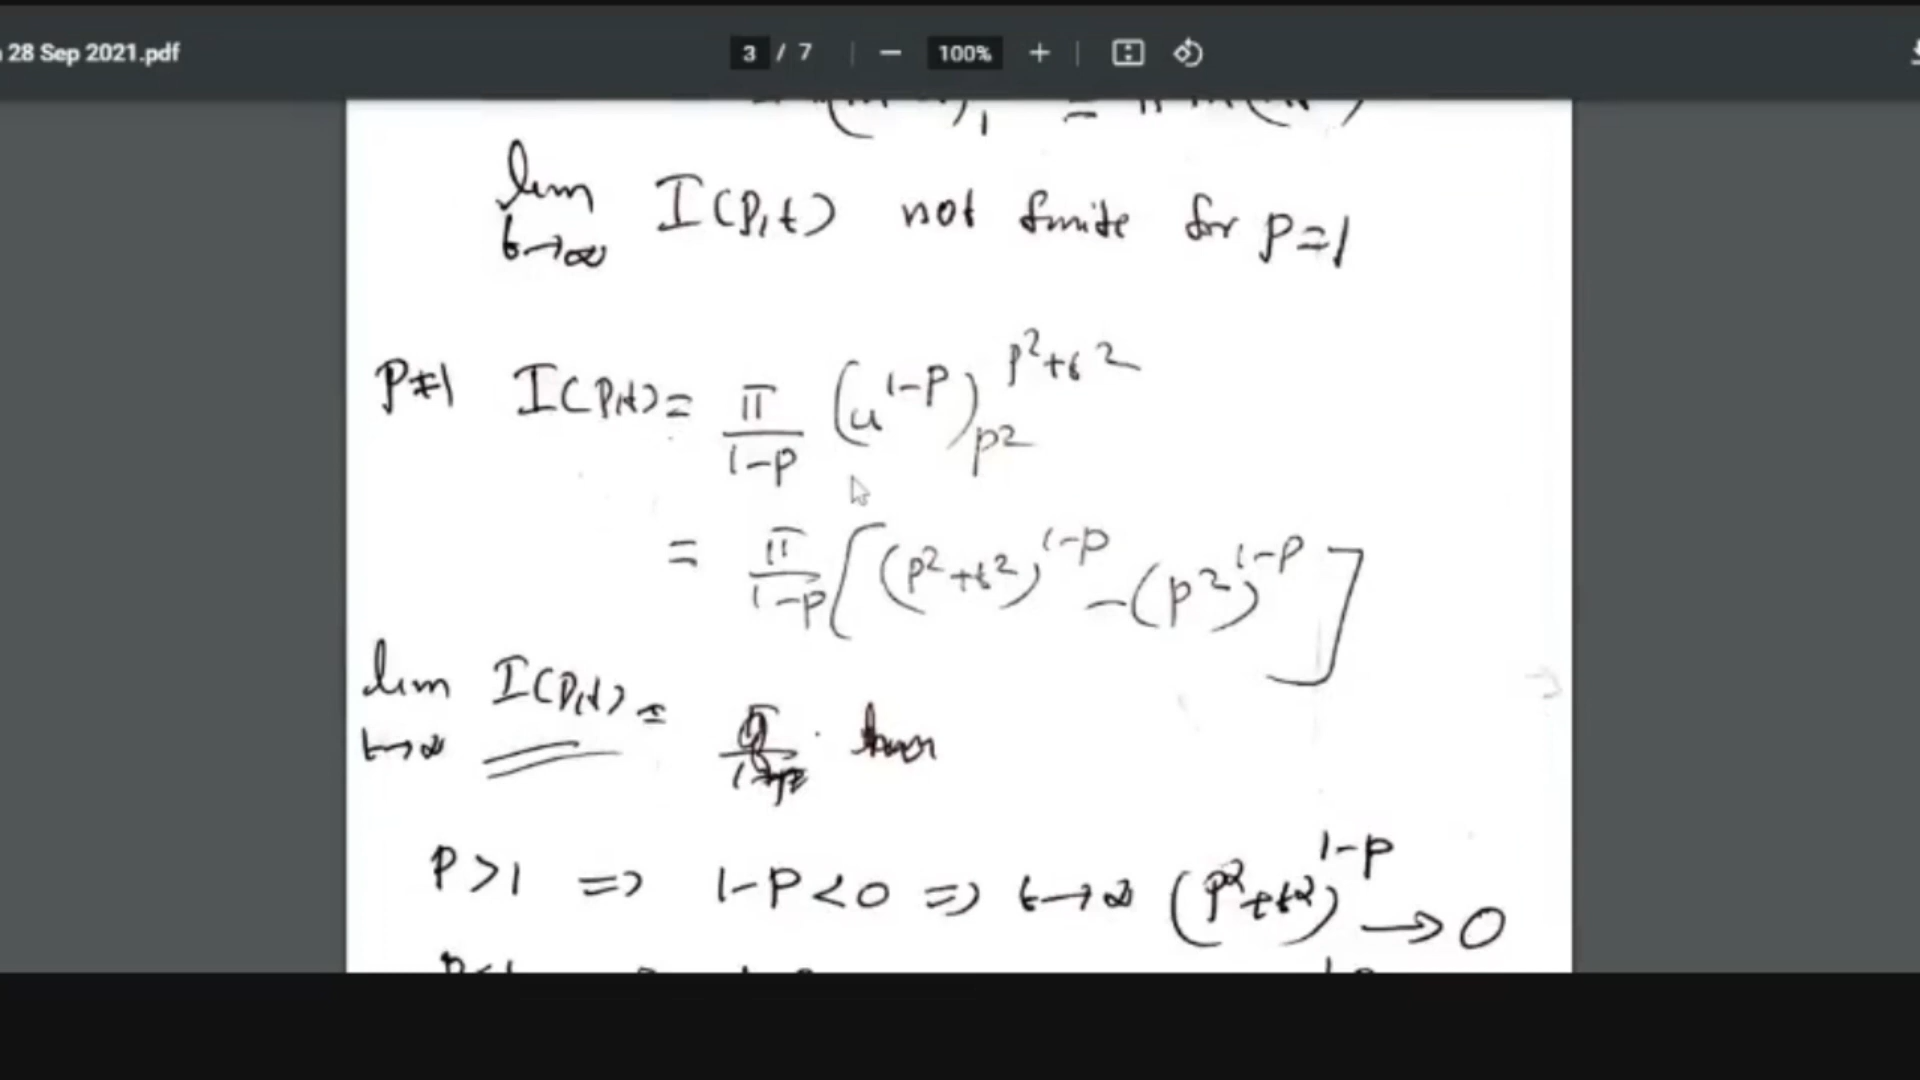 28 Sep 2021.pdf
3 / 7 − 100% +
lim t→∞ I(p,t) not finite for p=1
p≠1 I(p,t) = π/(1-p) (u^(1-p))_(p²)^(p²+t²)
= π/(1-p) [(p²+t²)^(1-p) - (p²)^(1-p)]
lim t→∞ I(p,t) =
p>1 => 1-p<0 => t→∞ (p²+t²)^(1-p) → 0